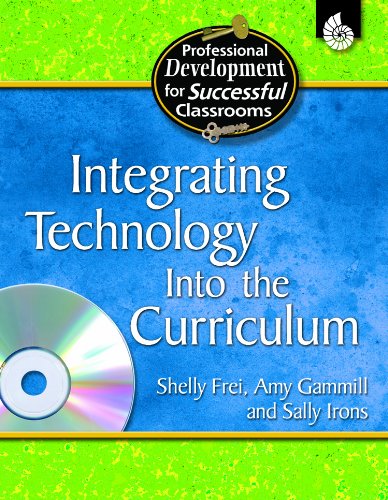 Professional
Development
for Successful
Classrooms
Integrating
Technology
Into the
Curriculum
Shelly Frei, Amy Gammill
and Sally Irons